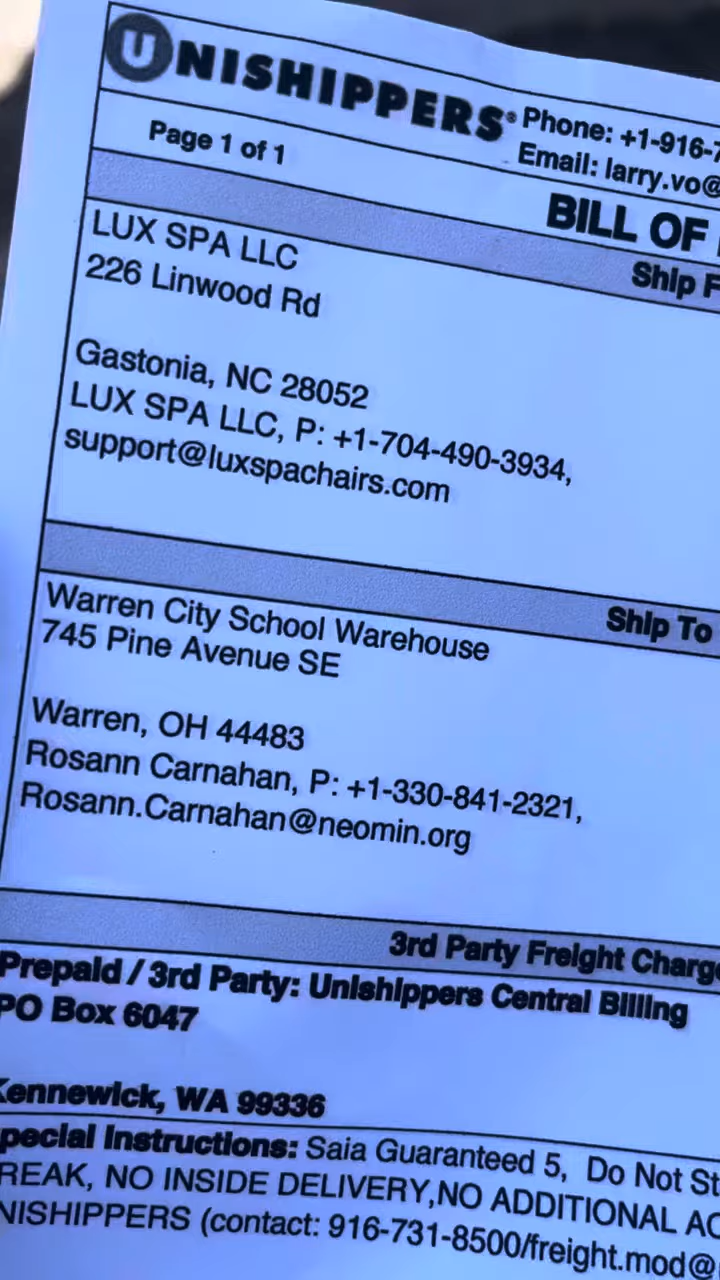 UNISHIPPERS®
Phone: +1-916-7
Page 1 of 1
Email: larry.vo@
BILL OF
Ship F
LUX SPA LLC
226 Linwood Rd
Gastonia, NC 28052
LUX SPA LLC, P: +1-704-490-3934,
support@luxspachairs.com
Ship To
Warren City School Warehouse
745 Pine Avenue SE
Warren, OH 44483
Rosann Carnahan, P: +1-330-841-2321,
Rosann.Carnahan@neomin.org
3rd Party Freight Charg
Prepaid / 3rd Party: Unishippers Central Billing
PO Box 6047
Kennewick, WA 99336
pecial Instructions: Saia Guaranteed 5, Do Not St
REAK, NO INSIDE DELIVERY,NO ADDITIONAL AC
NISHIPPERS (contact: 916-731-8500/freight.mod@